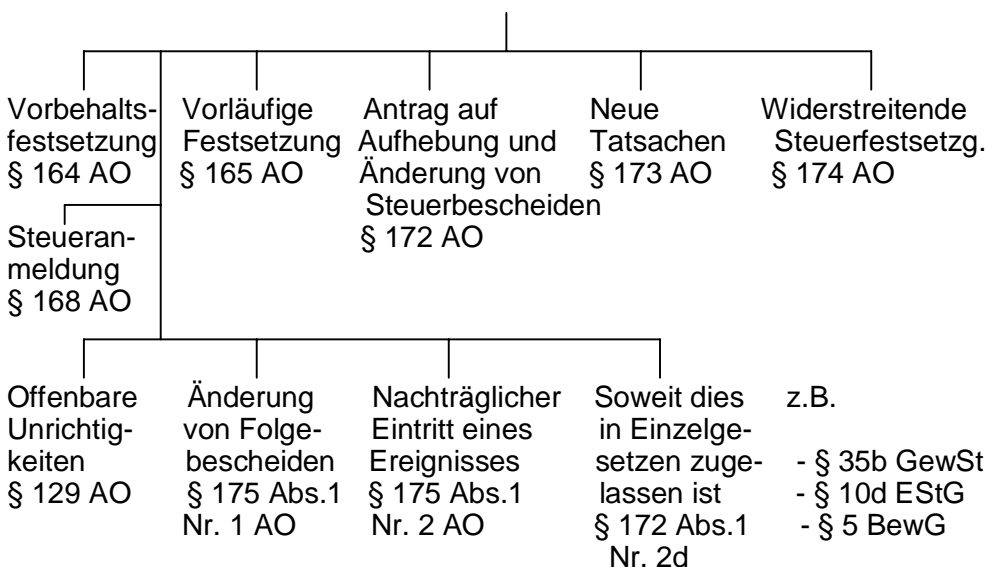 Vorbehalts-
festsetzung
§ 164 AO
Vorläufige
Festsetzung
§ 165 AO
Antrag auf
Aufhebung und
Änderung von
Steuerbescheiden
§ 172 AO
Neue
Tatsachen
§ 173 AO
Widerstreitende
Steuerfestsetzg.
§ 174 AO
Steueran-
meldung
§ 168 AO
Offenbare
Unrichtig-
keiten
§ 129 AO
Änderung
von Folge-
bescheiden
§ 175 Abs.1
Nr. 1 AO
Nachträglicher
Eintritt eines
Ereignisses
§ 175 Abs.1
Nr. 2 AO
Soweit dies
in Einzelge-
setzen zuge-
lassen ist
§ 172 Abs.1
Nr. 2d
z.B.
- § 35b GewSt
- § 10d EStG
- § 5 BewG